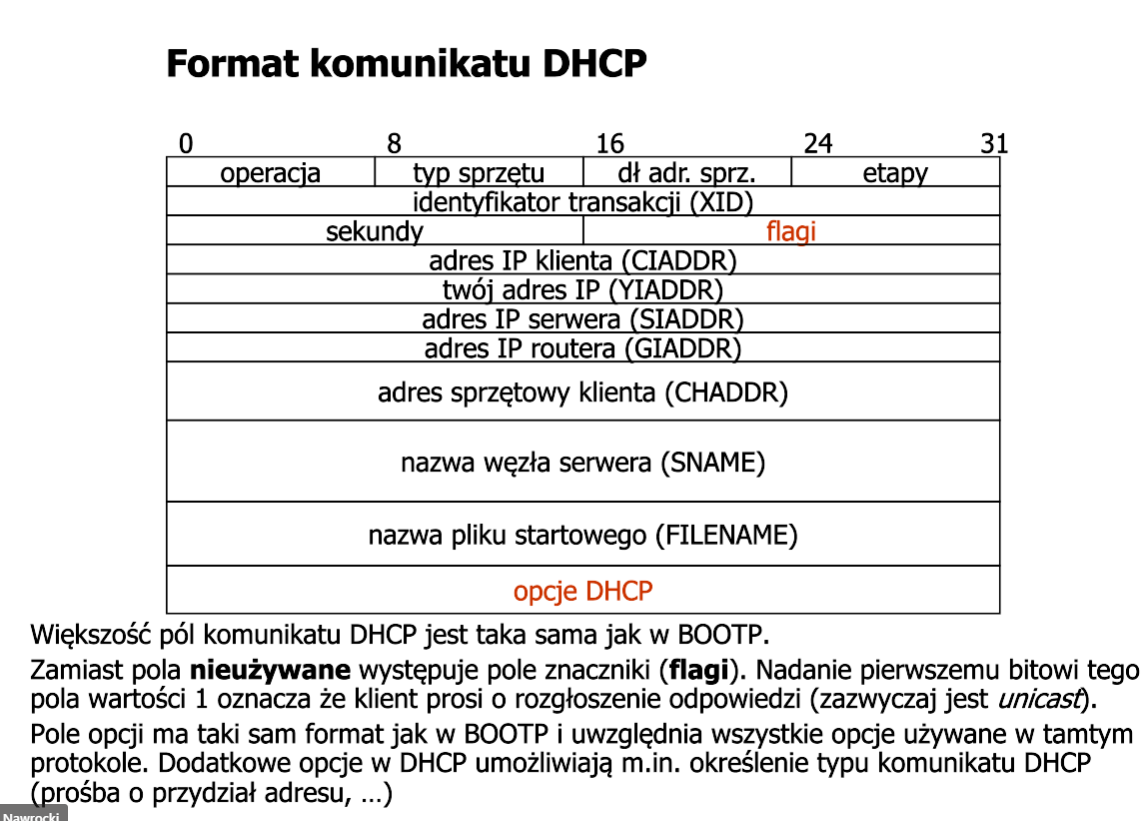 Format komunikatu DHCP
0 8 16 24 31
operacja typ sprzętu dł adr. sprz. etapy
identyfikator transakcji (XID)
sekundy flagi
adres IP klienta (CIADDR)
twój adres IP (YIADDR)
adres IP serwera (SIADDR)
adres IP routera (GIADDR)
adres sprzętowy klienta (CHADDR)
nazwa węzła serwera (SNAME)
nazwa pliku startowego (FILENAME)
opcje DHCP
Większość pól komunikatu DHCP jest taka sama jak w BOOTP.
Zamiast pola nieużywane występuje pole znaczniki (flagi). Nadanie pierwszemu bitowi tego
pola wartości 1 oznacza że klient prosi o rozgłoszenie odpowiedzi (zazwyczaj jest unicast).
Pole opcji ma taki sam format jak w BOOTP i uwzględnia wszystkie opcje używane w tamtym
protokole. Dodatkowe opcje w DHCP umożliwiają m.in. określenie typu komunikatu DHCP
(prośba o przydział adresu, ...)
Nawrocki